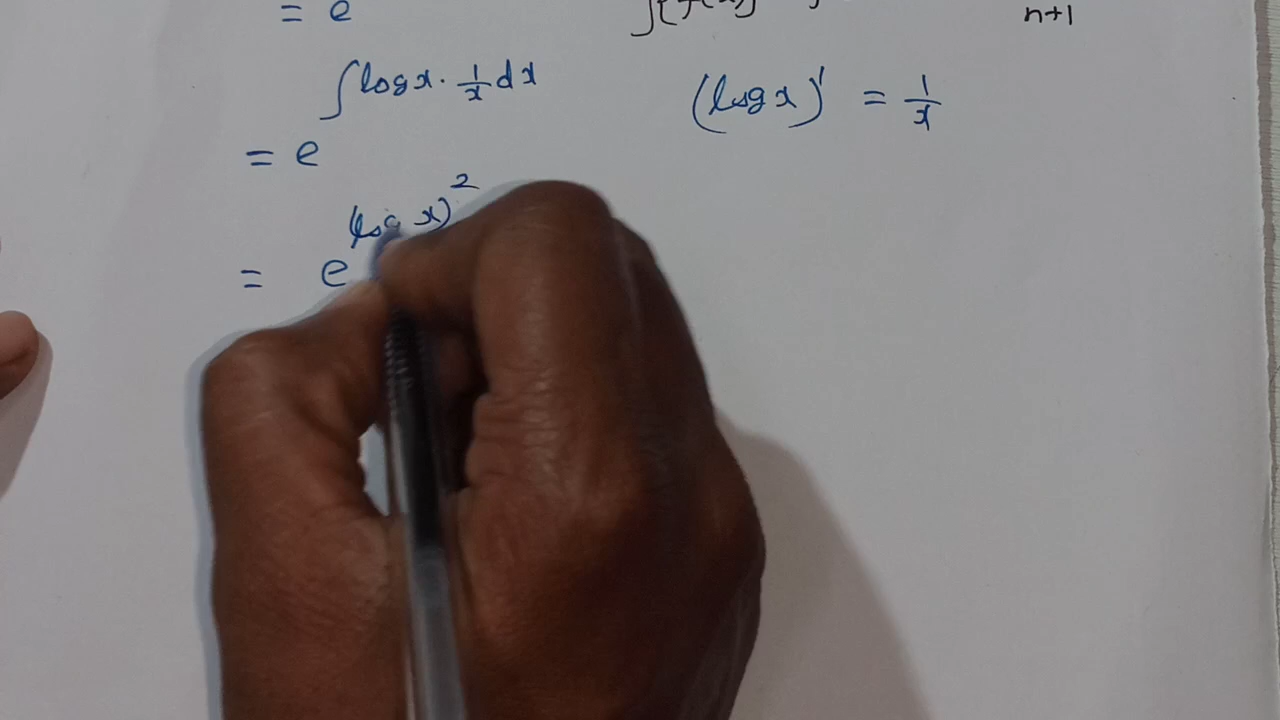 = e
n+1
∫ log x · 1/x dx
= e
(log x)' = 1/x
(log x)²
= e